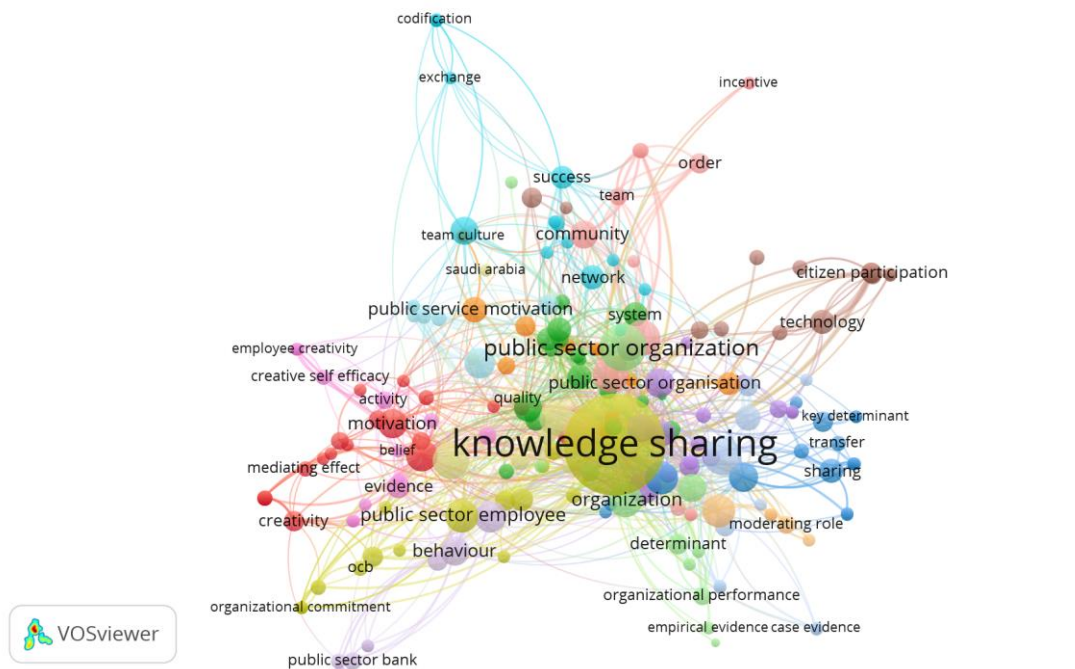 codification
exchange
incentive
order
success
team
team culture
community
saudi arabia
network
citizen participation
public service motivation
system
technology
employee creativity
public sector organization
creative self efficacy
public sector organisation
activity
quality
key determinant
motivation
knowledge sharing
transfer
belief
mediating effect
sharing
evidence
organization
creativity
public sector employee
moderating role
behaviour
determinant
ocb
organizational performance
organizational commitment
empirical evidence
case evidence
VOSviewer
public sector bank